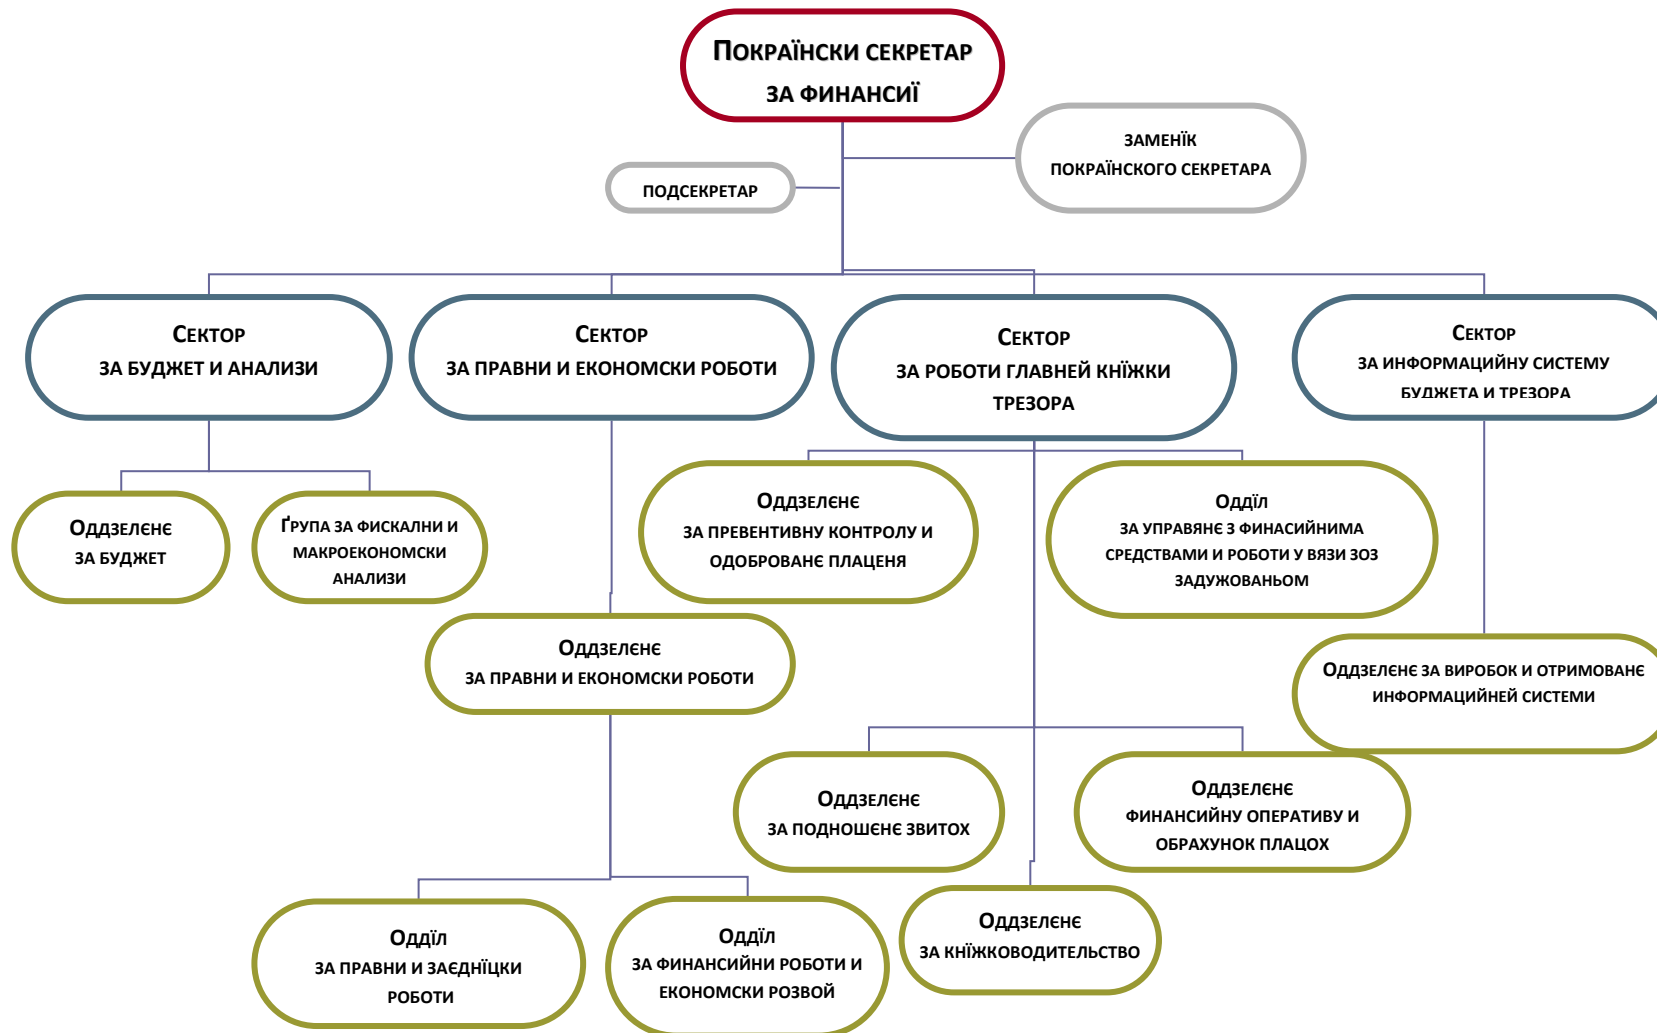 ПОКРАЇНСКИ СЕКРЕТАР
ЗА ФИНАНСИЇ
ЗАМЕНЇК
ПОКРАЇНСКОГО СЕКРЕТАРА
ПОДСЕКРЕТАР
СЕКТОР
ЗА БУДЖЕТ И АНАЛИЗИ
СЕКТОР
ЗА ПРАВНИ И ЕКОНОМСКИ РОБОТИ
СЕКТОР
ЗА РОБОТИ ГЛАВНЕЙ КНЇЖКИ
ТРЕЗОРА
СЕКТОР
ЗА ИНФОРМАЦИЙНУ СИСТЕМУ
БУДЖЕТА И ТРЕЗОРА
ОДДЗЕЛЄНЄ
ЗА БУДЖЕТ
ҐРУПА ЗА ФИСКАЛНИ И
МАКРОЕКОНОМСКИ
АНАЛИЗИ
ОДДЗЕЛЄНЄ
ЗА ПРЕВЕНТИВНУ КОНТРОЛУ И
ОДОБРОВАНЄ ПЛАЦЕНЯ
ОДДЇЛ
ЗА УПРАВЯНЄ З ФИНАСИЙНИМА
СРЕДСТВАМИ И РОБОТИ У ВЯЗИ ЗОЗ
ЗАДУЖОВАНЬОМ
ОДДЗЕЛЄНЄ
ЗА ПРАВНИ И ЕКОНОМСКИ РОБОТИ
ОДДЗЕЛЄНЄ ЗА ВИРОБОК И ОТРИМОВАНЄ
ИНФОРМАЦИЙНЕЙ СИСТЕМИ
ОДДЗЕЛЄНЄ
ЗА ПОДНОШЄНЄ ЗВИТОХ
ОДДЗЕЛЄНЄ
ФИНАНСИЙНУ ОПЕРАТИВУ И
ОБРАХУНОК ПЛАЦОХ
ОДДЇЛ
ЗА ПРАВНИ И ЗАЄДНЇЦКИ
РОБОТИ
ОДДЇЛ
ЗА ФИНАНСИЙНИ РОБОТИ И
ЕКОНОМСКИ РОЗВОЙ
ОДДЗЕЛЄНЄ
ЗА КНЇЖКОВОДИТЕЛЬСТВО